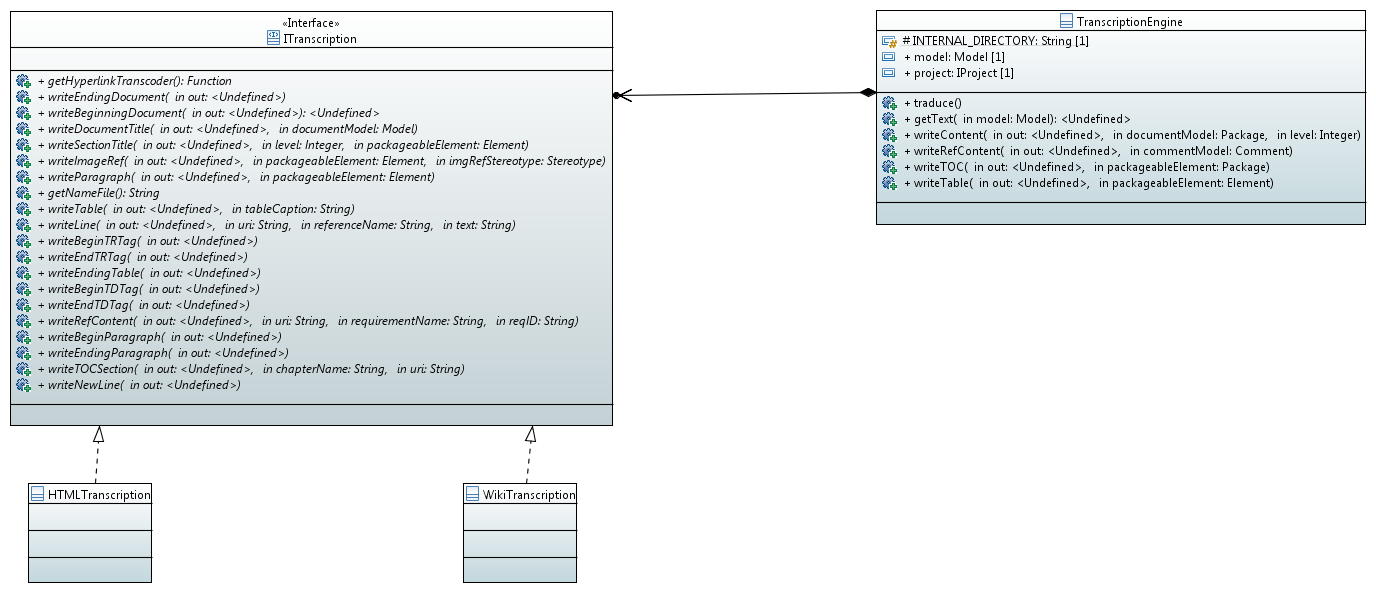 «Interface»
ITranscription
+ getHyperlinkTranscoder(): Function
+ writeEndingDocument( in out: <Undefined>)
+ writeBeginningDocument( in out: <Undefined>): <Undefined>
+ writeDocumentTitle( in out: <Undefined>, in documentModel: Model)
+ writeSectionTitle( in out: <Undefined>, in level: Integer, in packageableElement: Element)
+ writeImageRef( in out: <Undefined>, in packageableElement: Element, in imgRefStereotype: Stereotype)
+ writeParagraph( in out: <Undefined>, in packageableElement: Element)
+ getNameFile(): String
+ writeTable( in out: <Undefined>, in tableCaption: String)
+ writeLine( in out: <Undefined>, in uri: String, in referenceName: String, in text: String)
+ writeBeginTRTag( in out: <Undefined>)
+ writeEndTRTag( in out: <Undefined>)
+ writeEndingTable( in out: <Undefined>)
+ writeBeginTDTag( in out: <Undefined>)
+ writeEndTDTag( in out: <Undefined>)
+ writeRefContent( in out: <Undefined>, in uri: String, in requirementName: String, in reqID: String)
+ writeBeginParagraph( in out: <Undefined>)
+ writeEndingParagraph( in out: <Undefined>)
+ writeTOCSection( in out: <Undefined>, in chapterName: String, in uri: String)
+ writeNewLine( in out: <Undefined>)
TranscriptionEngine
# INTERNAL_DIRECTORY: String [1]
+ model: Model [1]
+ project: IProject [1]
+ traduce()
+ getText( in model: Model): <Undefined>
+ writeContent( in out: <Undefined>, in documentModel: Package, in level: Integer)
+ writeRefContent( in out: <Undefined>, in commentModel: Comment)
+ writeTOC( in out: <Undefined>, in packageableElement: Package)
+ writeTable( in out: <Undefined>, in packageableElement: Element)
HTMLTranscription
WikiTranscription